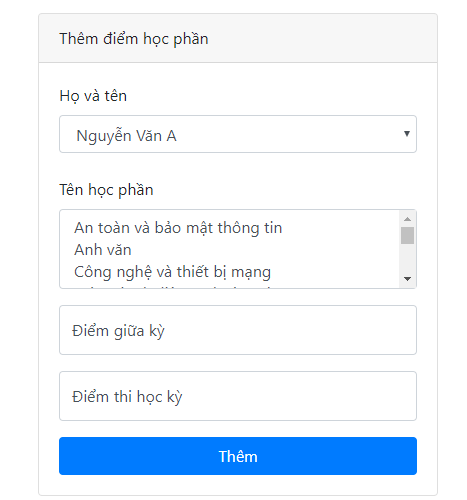 Thêm điểm học phần
Họ và tên
Nguyễn Văn A
Tên học phần
An toàn và bảo mật thông tin
Anh văn
Công nghệ và thiết bị mạng
Điểm giữa kỳ
Điểm thi học kỳ
Thêm